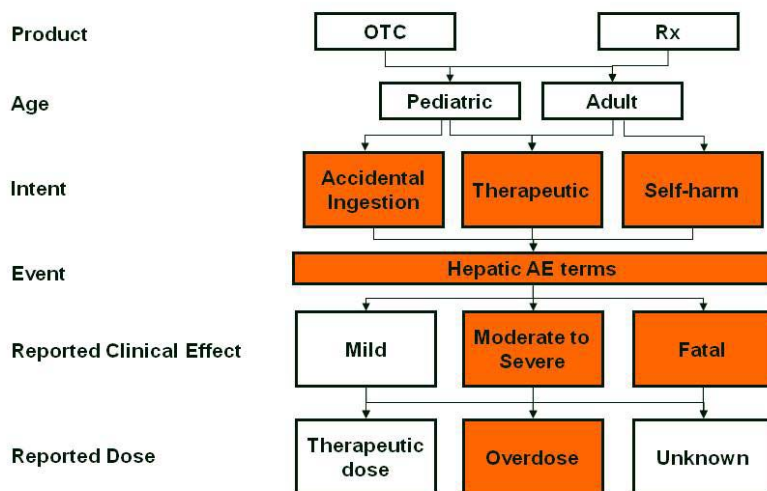 Product
OTC
Rx
Age
Pediatric
Adult
Intent
Accidental
Ingestion
Therapeutic
Self-harm
Event
Hepatic AE terms
Reported Clinical Effect
Mild
Moderate to
Severe
Fatal
Reported Dose
Therapeutic
dose
Overdose
Unknown